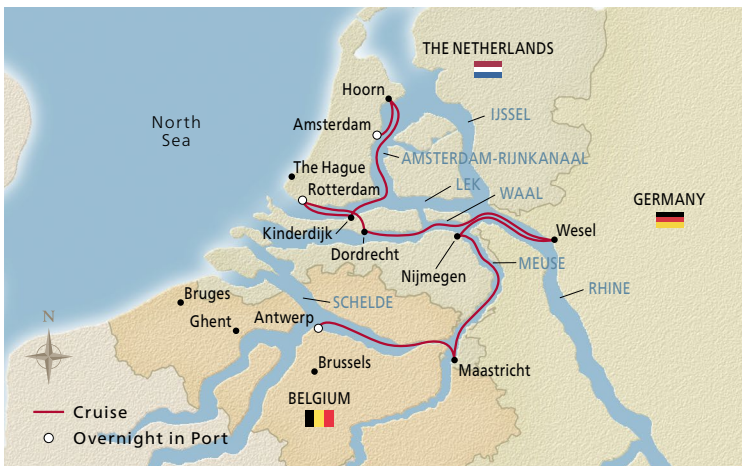 THE NETHERLANDS
Hoorn
IJSSEL
North
Sea
Amsterdam
AMSTERDAM-RIJNKANAAL
The Hague
Rotterdam
LEK
WAAL
GERMANY
Kinderdijk
Wesel
Dordrecht
Nijmegen
MEUSE
RHINE
Bruges
SCHELDE
N
Ghent
Antwerp
Brussels
Maastricht
BELGIUM
Cruise
Overnight in Port